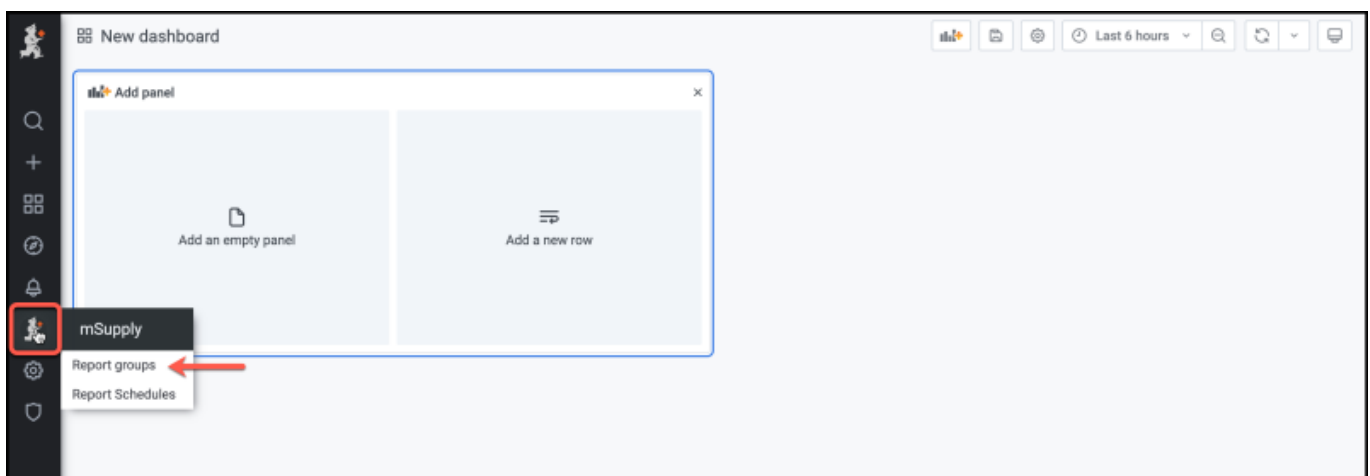 New dashboard
Last 6 hours
Add panel
Add an empty panel
Add a new row
mSupply
Report groups
Report Schedules